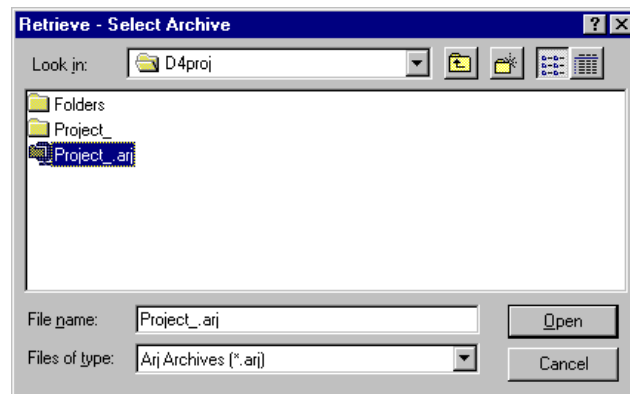 Retrieve - Select Archive
Look in: D4proj
Folders
Project_
Project_.arj
File name: Project_.arj Open
Files of type: Arj Archives (*.arj) Cancel